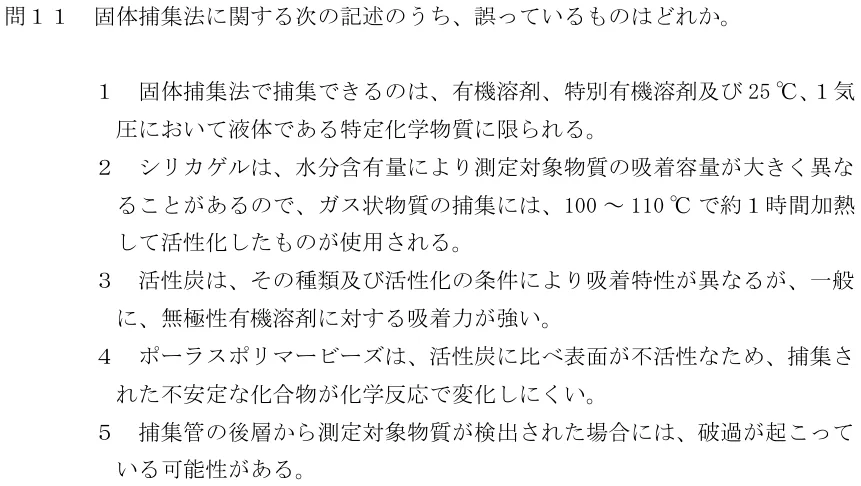 問１１　固体捕集法に関する次の記述のうち、誤っているものはどれか。
１　固体捕集法で捕集できるのは、有機溶剤、特別有機溶剤及び 25 ℃、1 気
圧において液体である特定化学物質に限られる。
２　シリカゲルは、水分含有量により測定対象物質の吸着容量が大きく異な
ることがあるので、ガス状物質の捕集には、100 ～ 110 ℃ で約１時間加熱
して活性化したものが使用される。
３　活性炭は、その種類及び活性化の条件により吸着特性が異なるが、一般
に、無極性有機溶剤に対する吸着力が強い。
４　ポーラスポリマービーズは、活性炭に比べ表面が不活性なため、捕集さ
れた不安定な化合物が化学反応で変化しにくい。
５　捕集管の後層から測定対象物質が検出された場合には、破過が起こって
いる可能性がある。